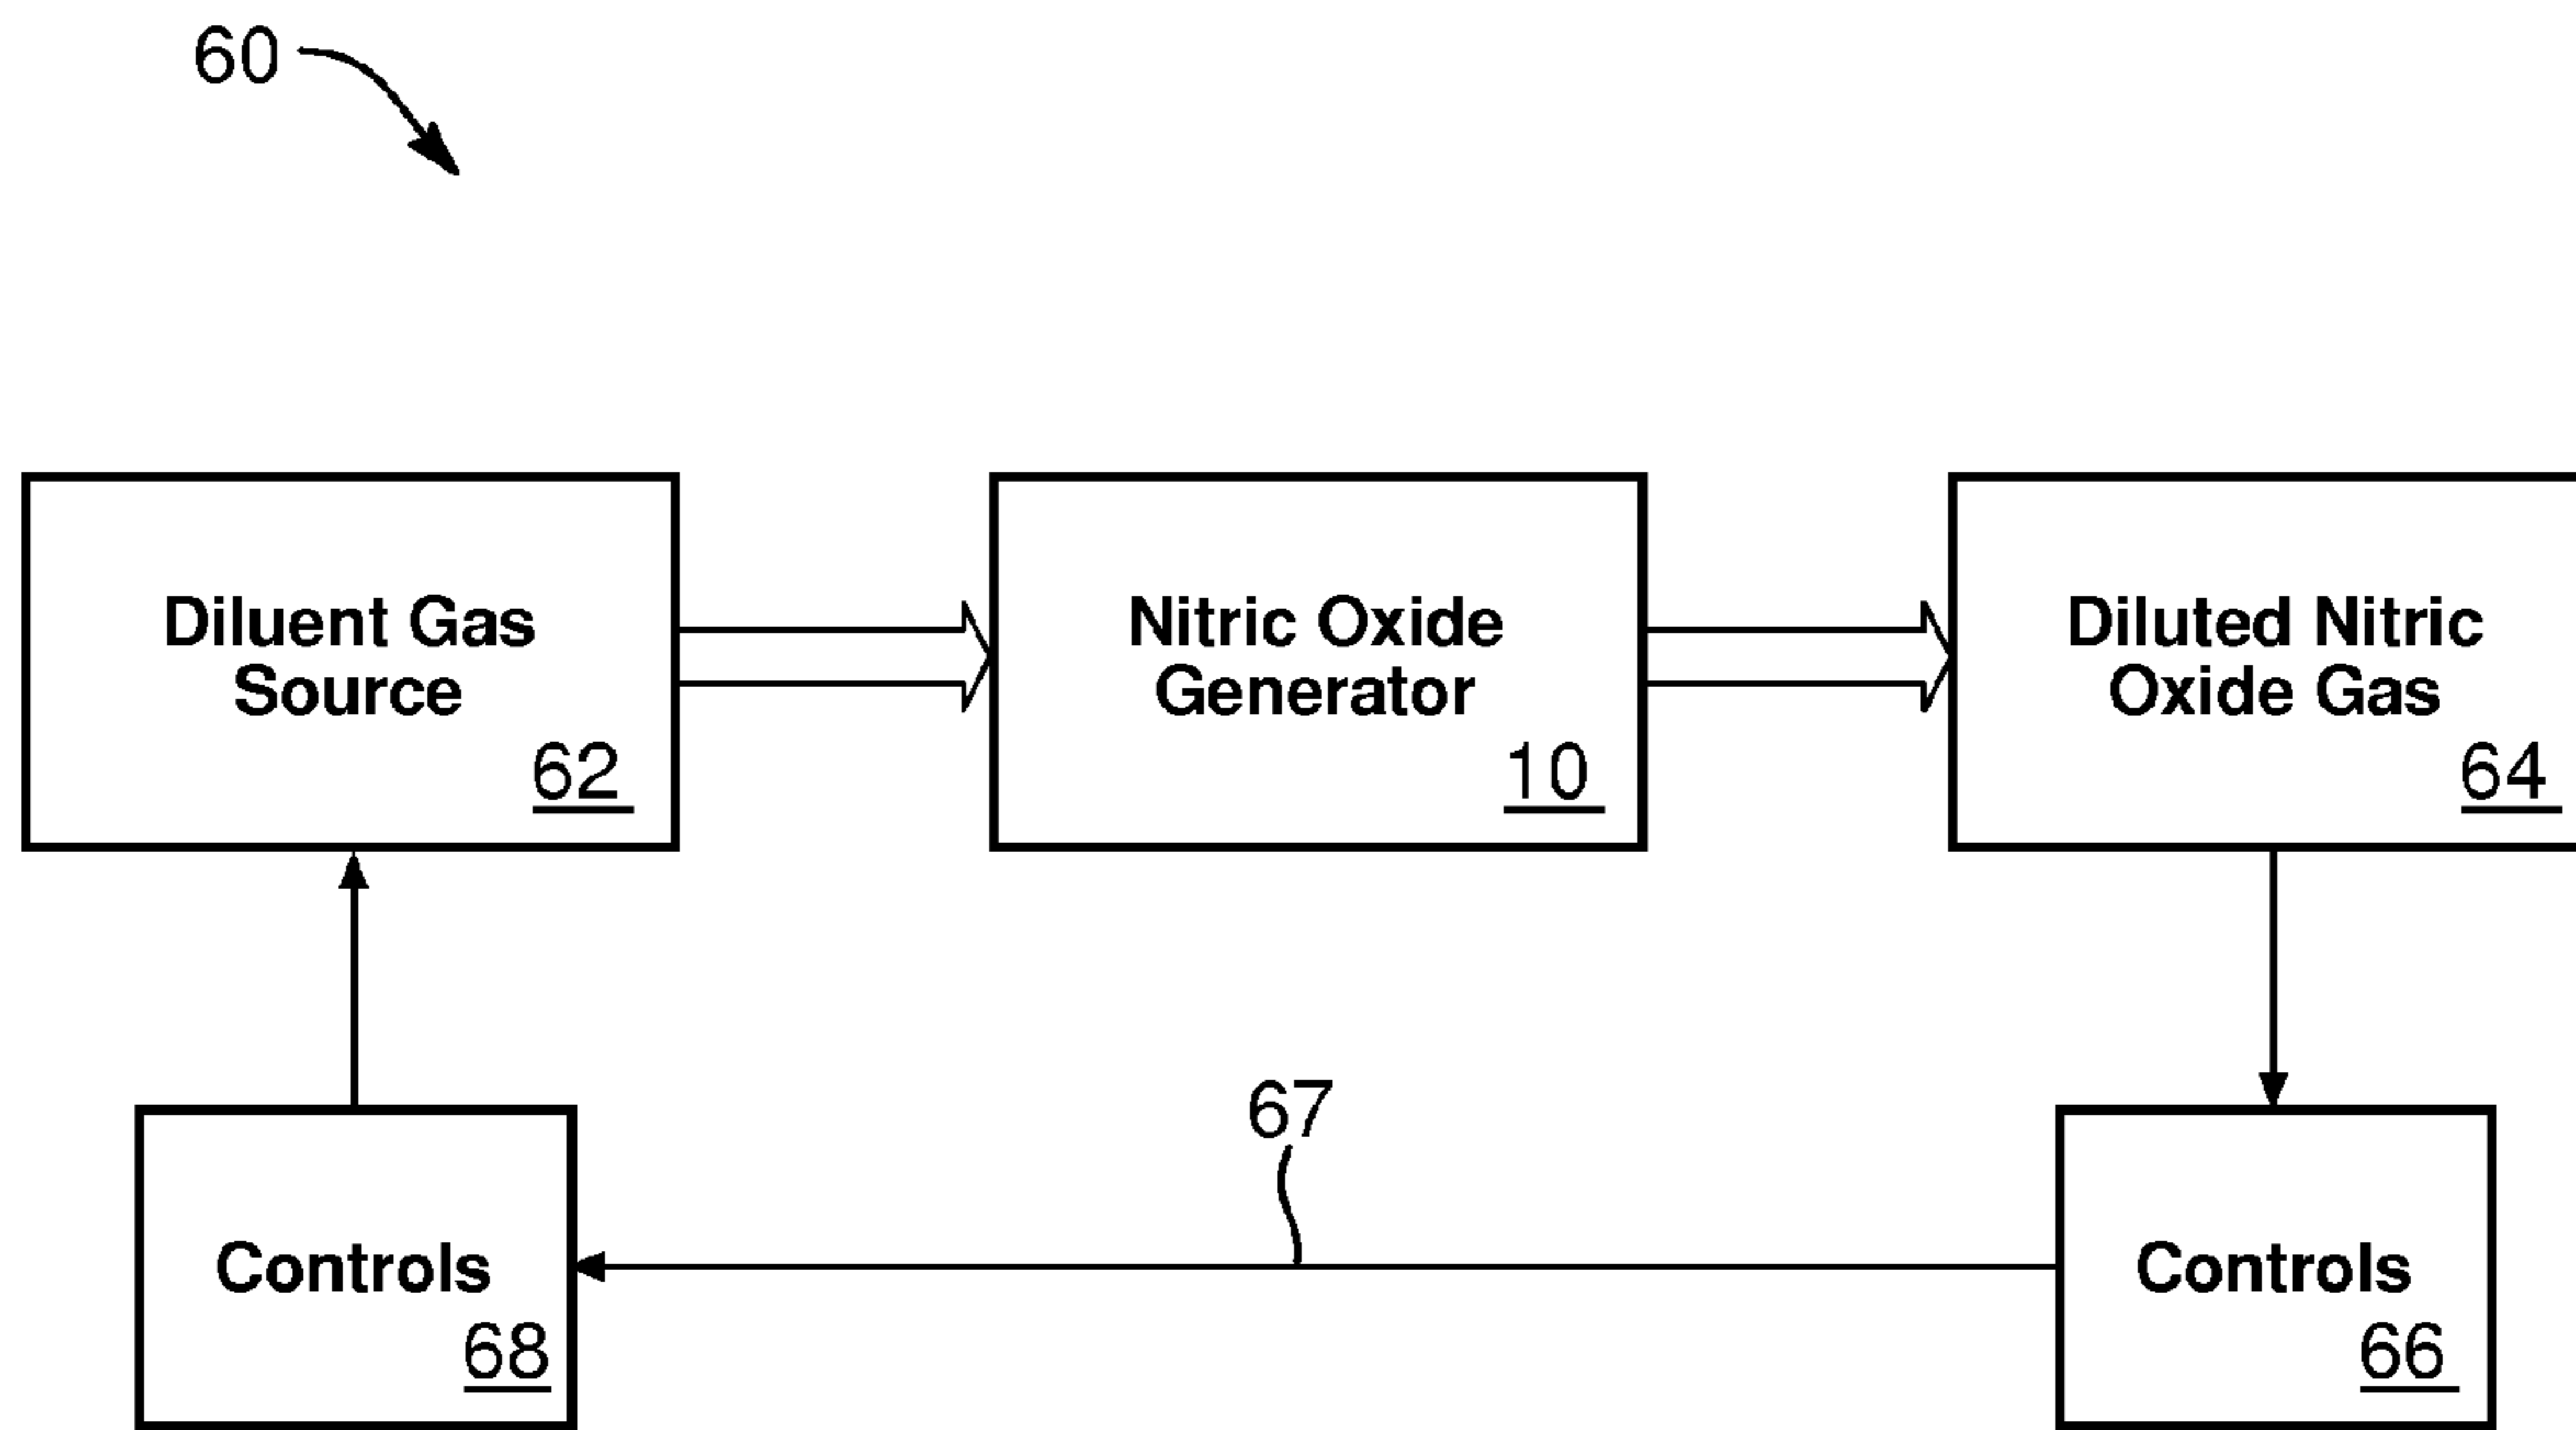 60
Diluent Gas
Source
62
Nitric Oxide
Generator
10
Diluted Nitric
Oxide Gas
64
67
Controls
68
Controls
66